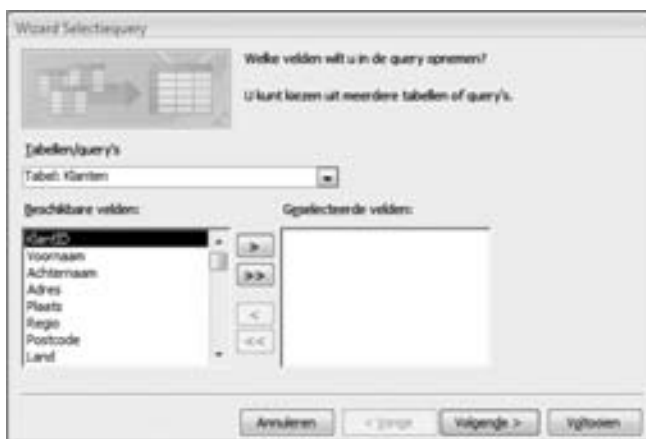 Wizard Selectiequery
Welke velden wilt u in de query opnemen?
U kunt kiezen uit meerdere tabellen of query's.
Tabellen/query's
Tabel: Klanten
Beschikbare velden:
Geselecteerde velden:
KlantID
Voornaam
Achternaam
Adres
Plaats
Regio
Postcode
Land
>
>>
<
<<
Annuleren
< Vorige
Volgende >
Voltooien